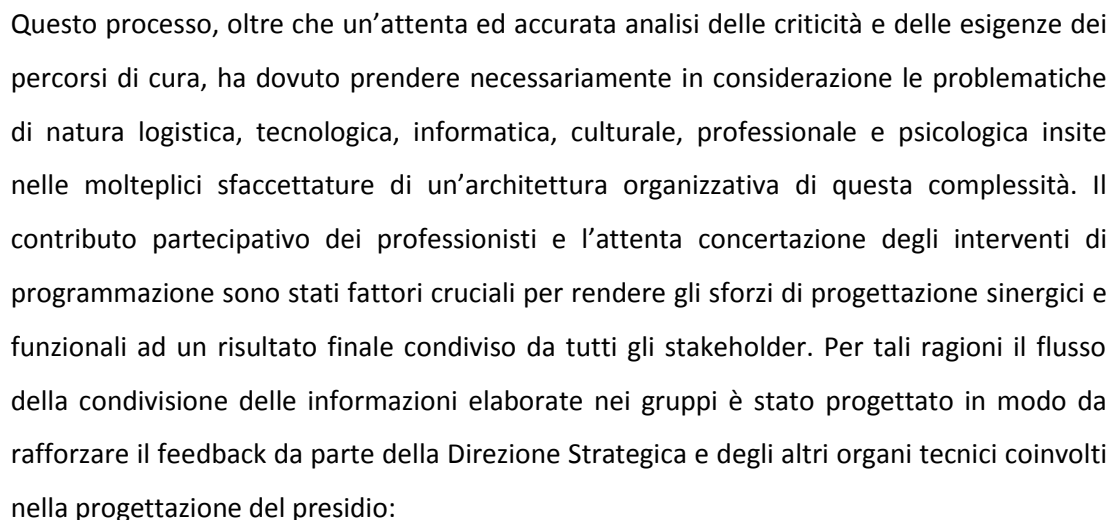 Questo processo, oltre che un’attenta ed accurata analisi delle criticità e delle esigenze dei
percorsi di cura, ha dovuto prendere necessariamente in considerazione le problematiche
di natura logistica, tecnologica, informatica, culturale, professionale e psicologica insite
nelle molteplici sfaccettature di un’architettura organizzativa di questa complessità. Il
contributo partecipativo dei professionisti e l’attenta concertazione degli interventi di
programmazione sono stati fattori cruciali per rendere gli sforzi di progettazione sinergici e
funzionali ad un risultato finale condiviso da tutti gli stakeholder. Per tali ragioni il flusso
della condivisione delle informazioni elaborate nei gruppi è stato progettato in modo da
rafforzare il feedback da parte della Direzione Strategica e degli altri organi tecnici coinvolti
nella progettazione del presidio: